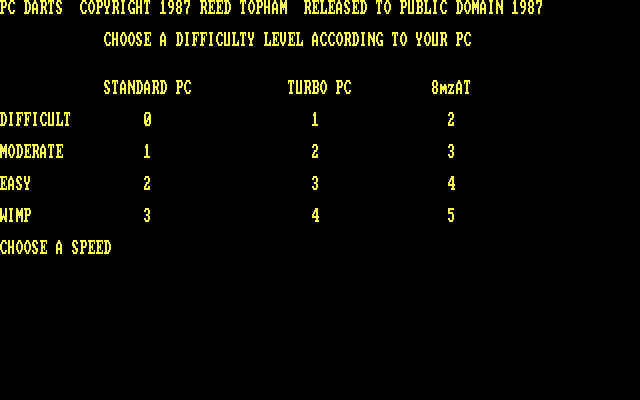 PC DARTS  COPYRIGHT 1987 REED TOPHAM  RELEASED TO PUBLIC DOMAIN 1987
CHOOSE A DIFFICULTY LEVEL ACCORDING TO YOUR PC
STANDARD PC  TURBO PC  8mzAT
DIFFICULT  0  1  2
MODERATE  1  2  3
EASY  2  3  4
WIMP  3  4  5
CHOOSE A SPEED